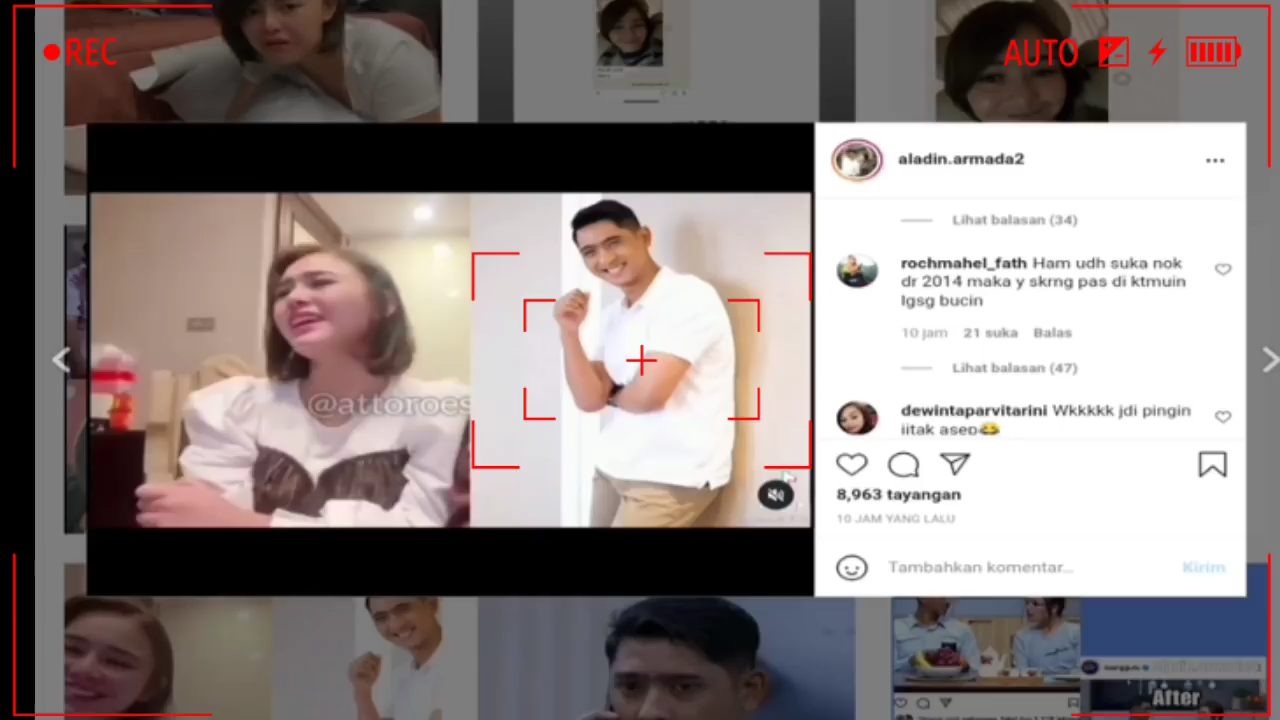 REC
AUTO
aladin.armada2
Lihat balasan (34)
rochmahel_fath Ham udh suka nok
dr 2014 maka y skrng pas di ktmuin
lgsg bucin
10 jam 21 suka Balas
Lihat balasan (47)
dewintaparvitarini Wkkkkk jdi pingin
jitak asep😂
8,963 tayangan
10 JAM YANG LALU
Tambahkan komentar...
Kirim
@attoroes
After